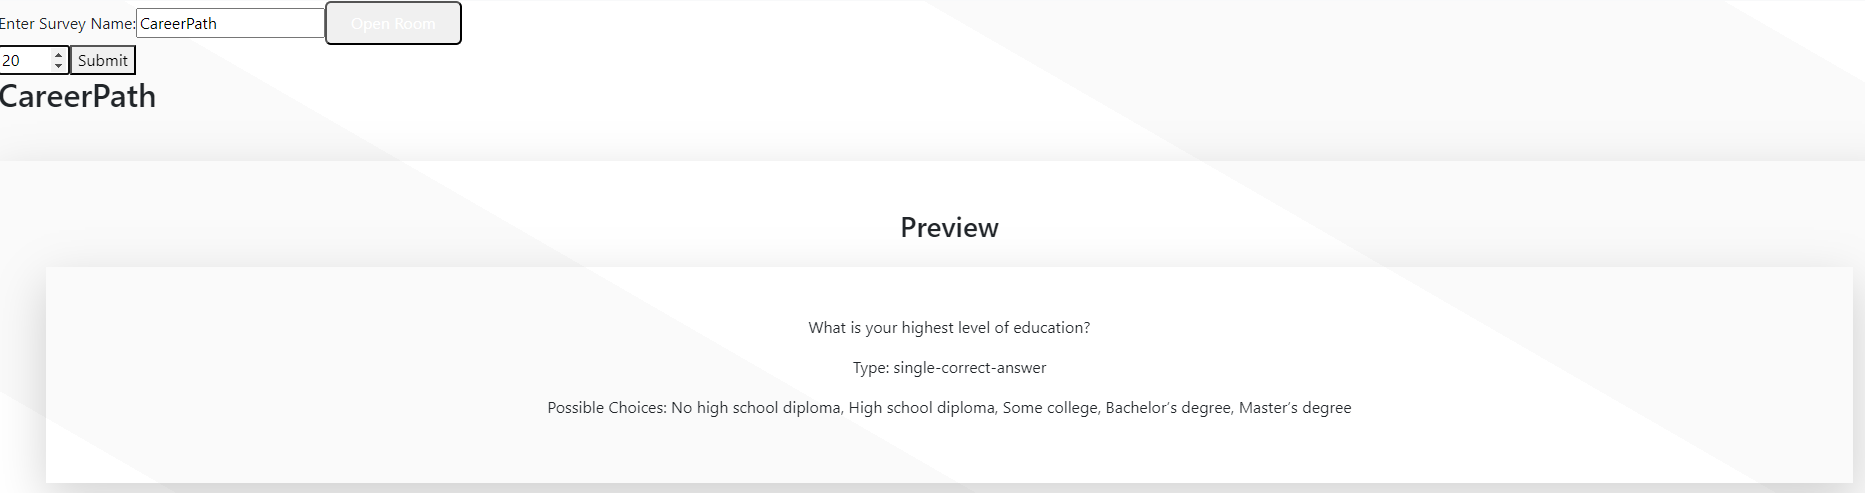 Enter Survey Name: CareerPath Open Room
20 Submit
CareerPath
Preview
What is your highest level of education?
Type: single-correct-answer
Possible Choices: No high school diploma, High school diploma, Some college, Bachelor’s degree, Master’s degree